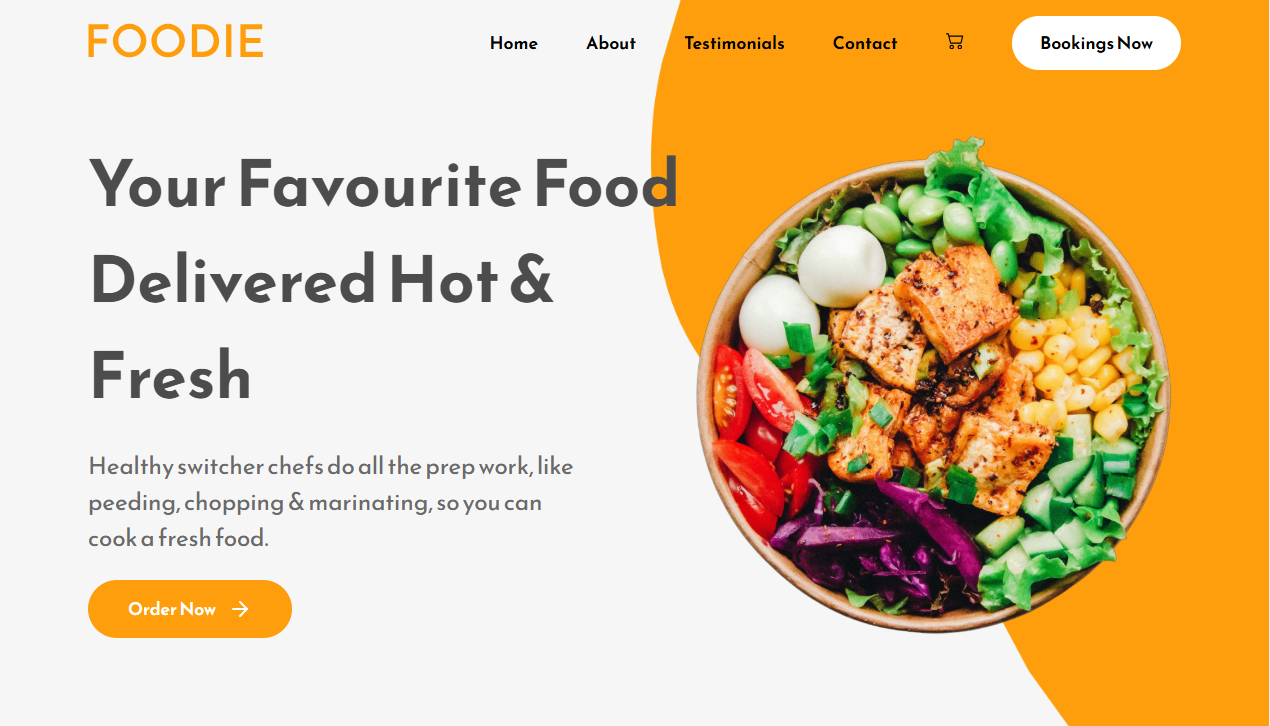 FOODIE
Home About Testimonials Contact Bookings Now
Your Favourite Food
Delivered Hot &
Fresh
Healthy switcher chefs do all the prep work, like
peeding, chopping & marinating, so you can
cook a fresh food.
Order Now